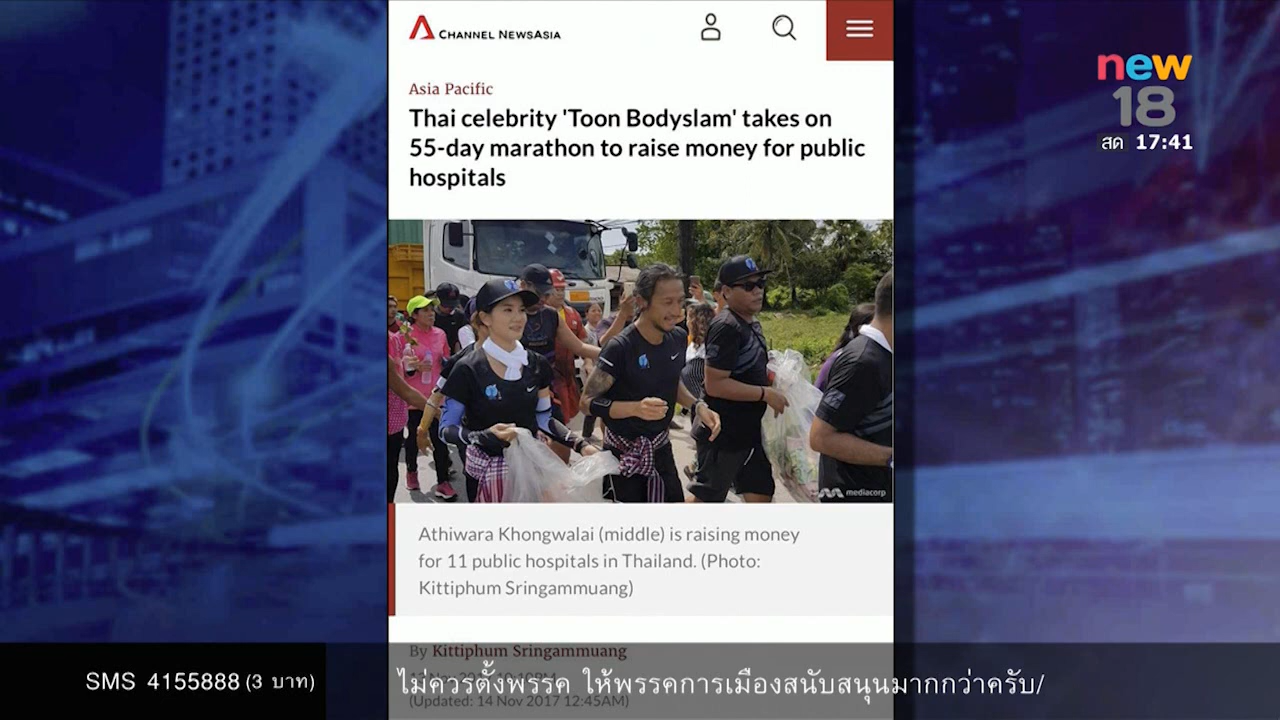 CHANNEL NEWSASIA
new
18
สด 17:41
Asia Pacific
Thai celebrity 'Toon Bodyslam' takes on
55-day marathon to raise money for public
hospitals
mediacorp
Athiwara Khongwalai (middle) is raising money
for 11 public hospitals in Thailand. (Photo:
Kittiphum Sringammuang)
By Kittiphum Sringammuang
(Updated: 14 Nov 2017 12:45AM)
SMS 4155888 (3 บาท)
ไม่ควรตั้งพรรค ให้พรรคการเมืองสนับสนุนมากกว่าครับ/